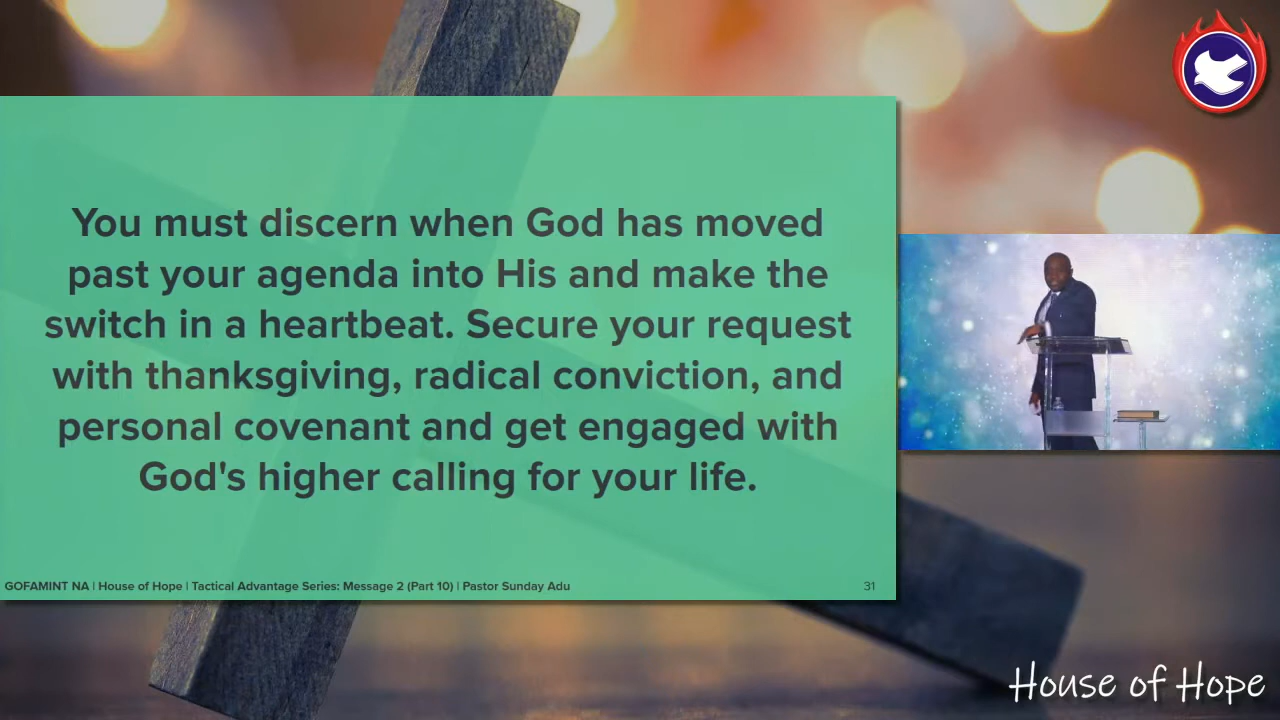 You must discern when God has moved
past your agenda into His and make the
switch in a heartbeat. Secure your request
with thanksgiving, radical conviction, and
personal covenant and get engaged with
God's higher calling for your life.
GOFAMINT NA | House of Hope | Tactical Advantage Series: Message 2 (Part 10) | Pastor Sunday Adu
31
House of Hope